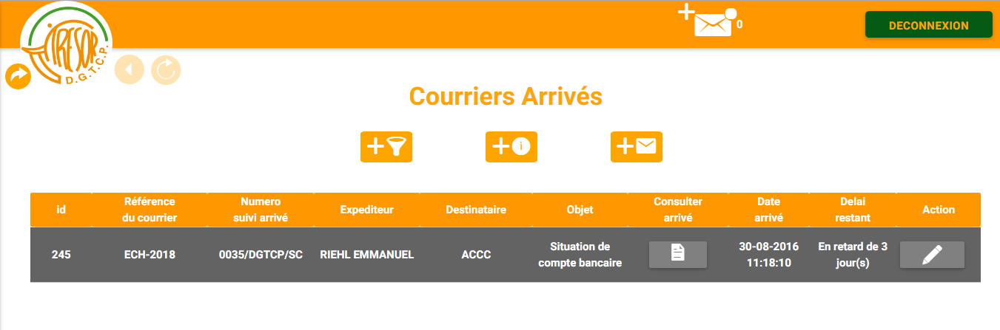 TRESOR
D.G.T.C.P.
0
DECONNEXION
Courriers Arrivés
id
Référence
du courrier
Numero
suivi arrivé
Expediteur
Destinataire
Objet
Consulter
arrivé
Date
arrivé
Delai
restant
Action
245
ECH-2018
0035/DGTCP/SC
RIEHL EMMANUEL
ACCC
Situation de
compte bancaire
30-08-2016
11:18:10
En retard de 3
jour(s)